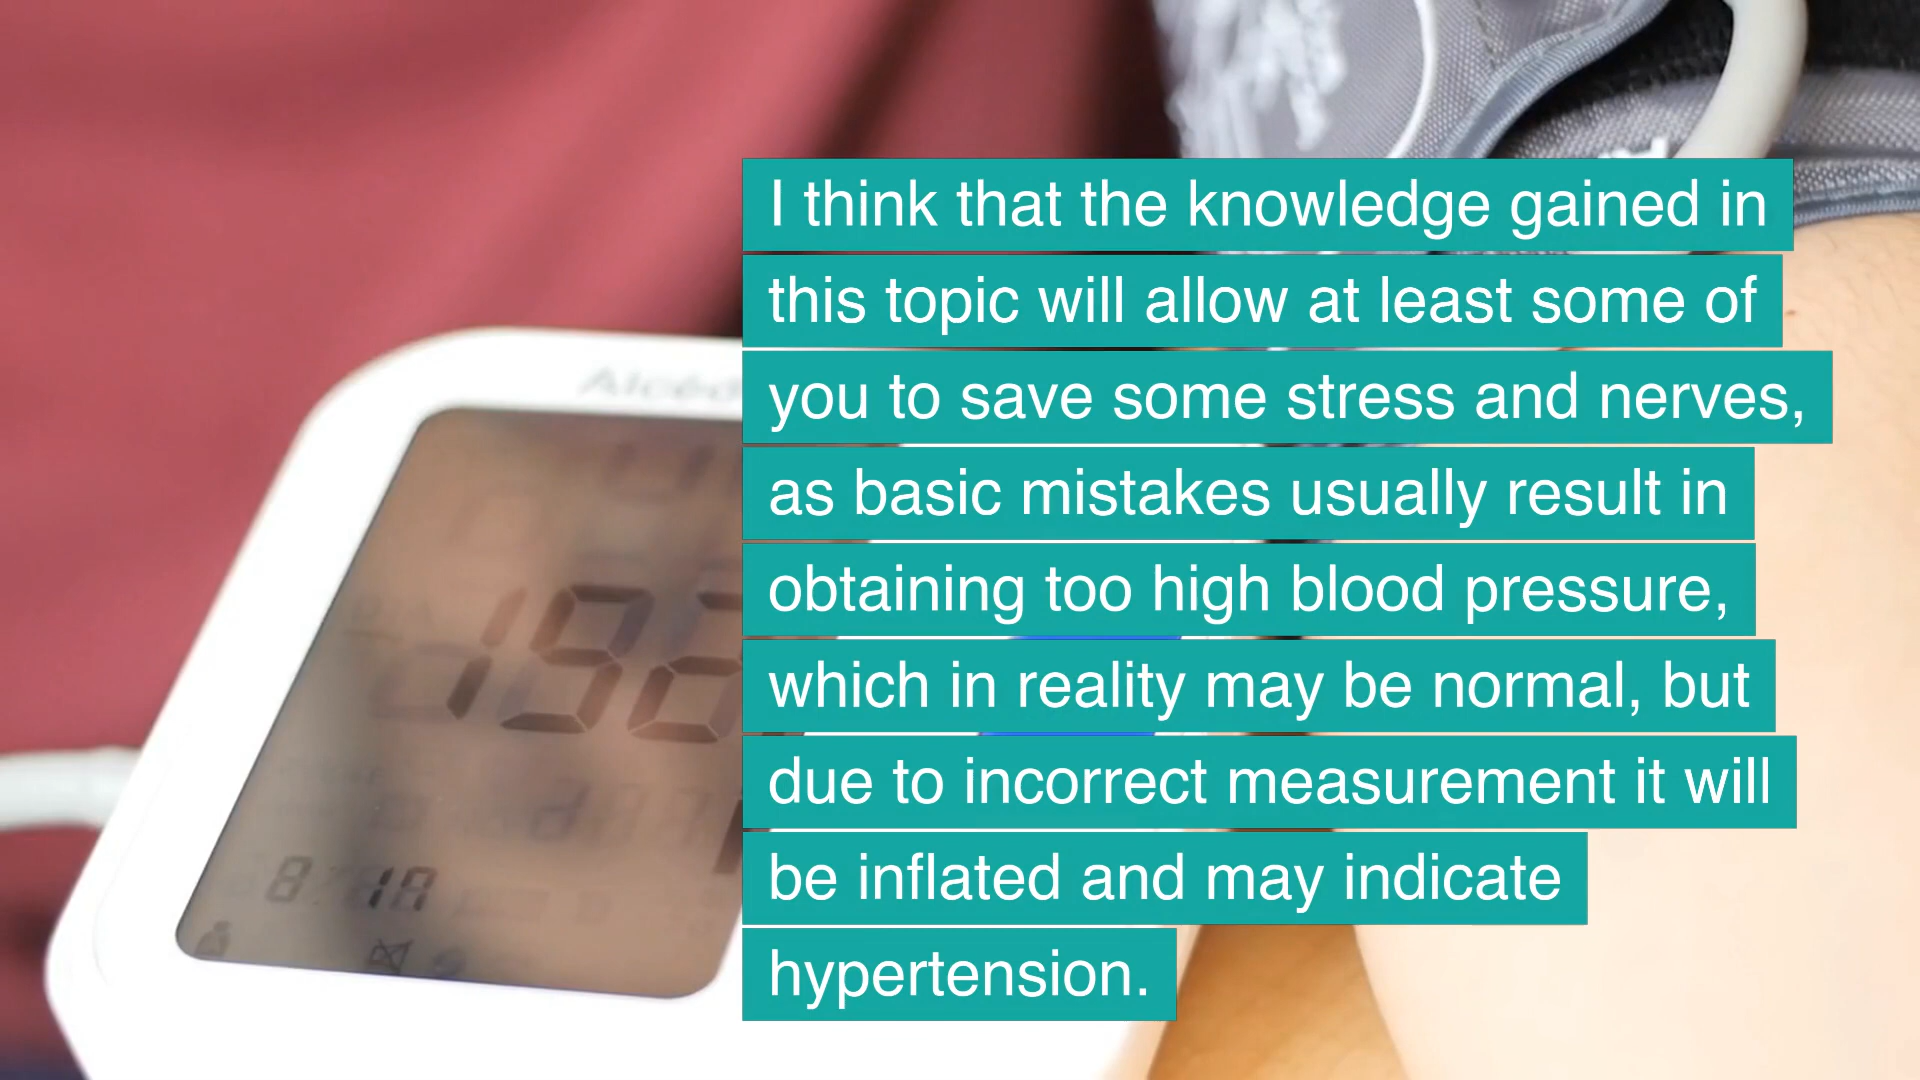 I think that the knowledge gained in
this topic will allow at least some of
you to save some stress and nerves,
as basic mistakes usually result in
obtaining too high blood pressure,
which in reality may be normal, but
due to incorrect measurement it will
be inflated and may indicate
hypertension.
192